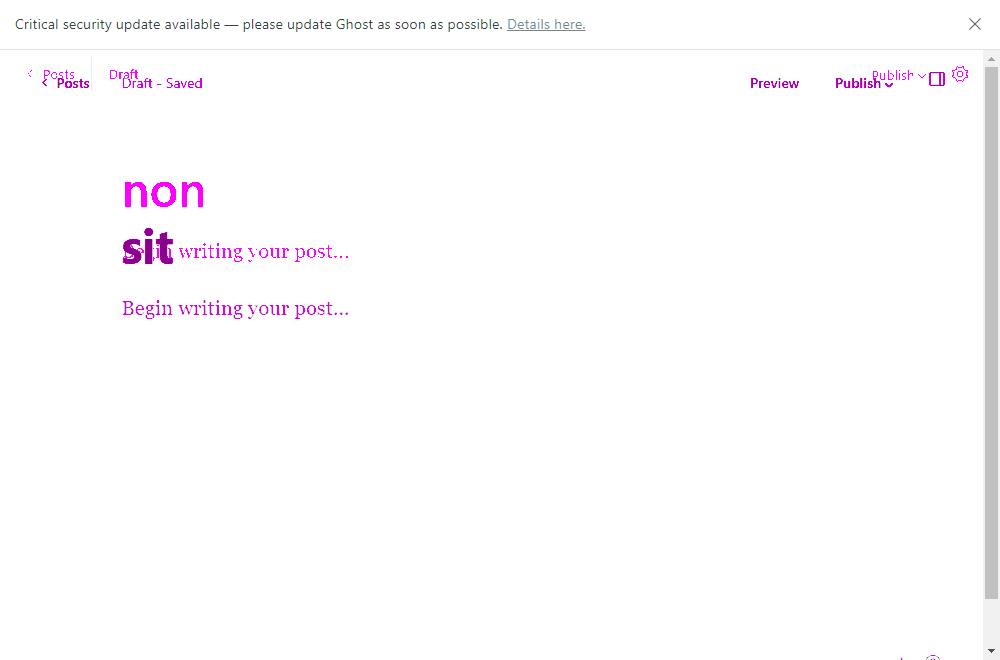 Critical security update available — please update Ghost as soon as possible. Details here.
Posts Draft Publish
Posts Draft - Saved Preview Publish
non
sit
Begin writing your post...
Begin writing your post...